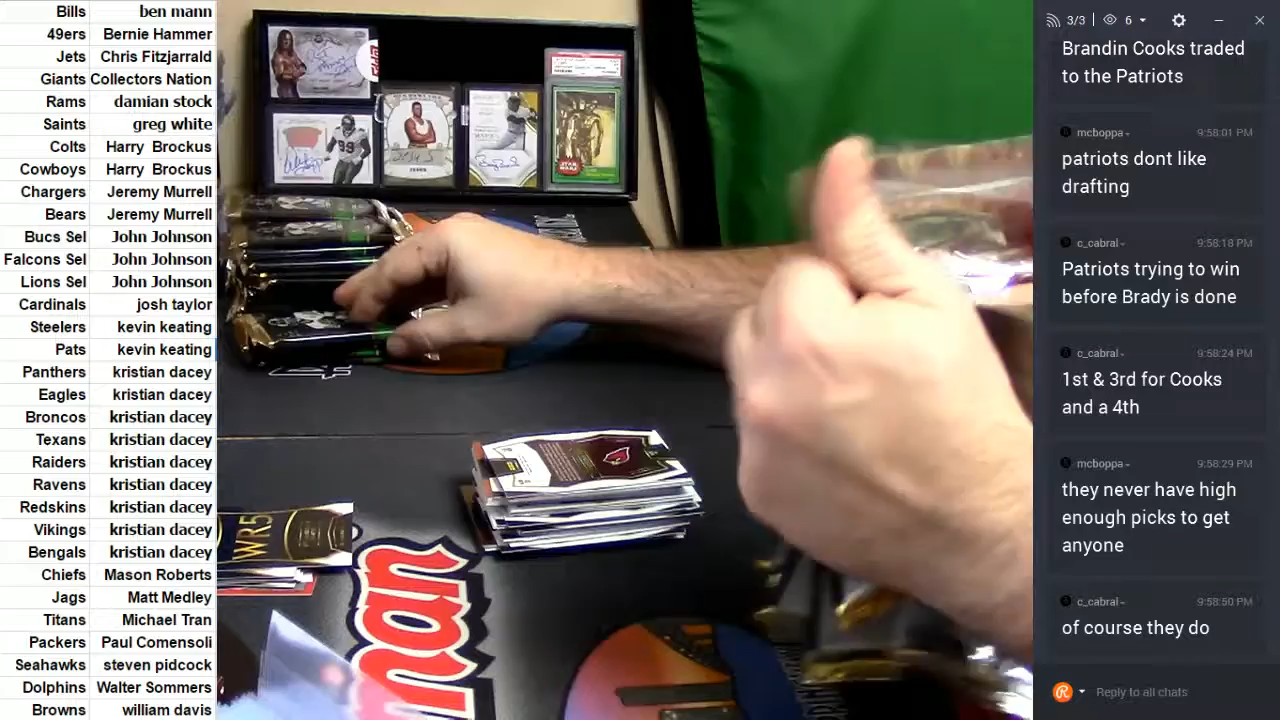 Bills ben mann
49ers Bernie Hammer
Jets Chris Fitzjarrald
Giants Collectors Nation
Rams damian stock
Saints greg white
Colts Harry Brockus
Cowboys Harry Brockus
Chargers Jeremy Murrell
Bears Jeremy Murrell
Bucs Sel John Johnson
Falcons Sel John Johnson
Lions Sel John Johnson
Cardinals josh taylor
Steelers kevin keating
Pats kevin keating
Panthers kristian dacey
Eagles kristian dacey
Broncos kristian dacey
Texans kristian dacey
Raiders kristian dacey
Ravens kristian dacey
Redskins kristian dacey
Vikings kristian dacey
Bengals kristian dacey
Chiefs Mason Roberts
Jags Matt Medley
Titans Michael Tran
Packers Paul Comensoli
Seahawks steven pidcock
Dolphins Walter Sommers
Browns william davis
STAR
WARS
WR5
man
3/3 6
Brandin Cooks traded
to the Patriots
mcboppa 9:58:01 PM
patriots dont like
drafting
c_cabral 9:58:18 PM
Patriots trying to win
before Brady is done
c_cabral 9:58:24 PM
1st & 3rd for Cooks
and a 4th
mcboppa 9:58:29 PM
they never have high
enough picks to get
anyone
c_cabral 9:58:50 PM
of course they do
Reply to all chats